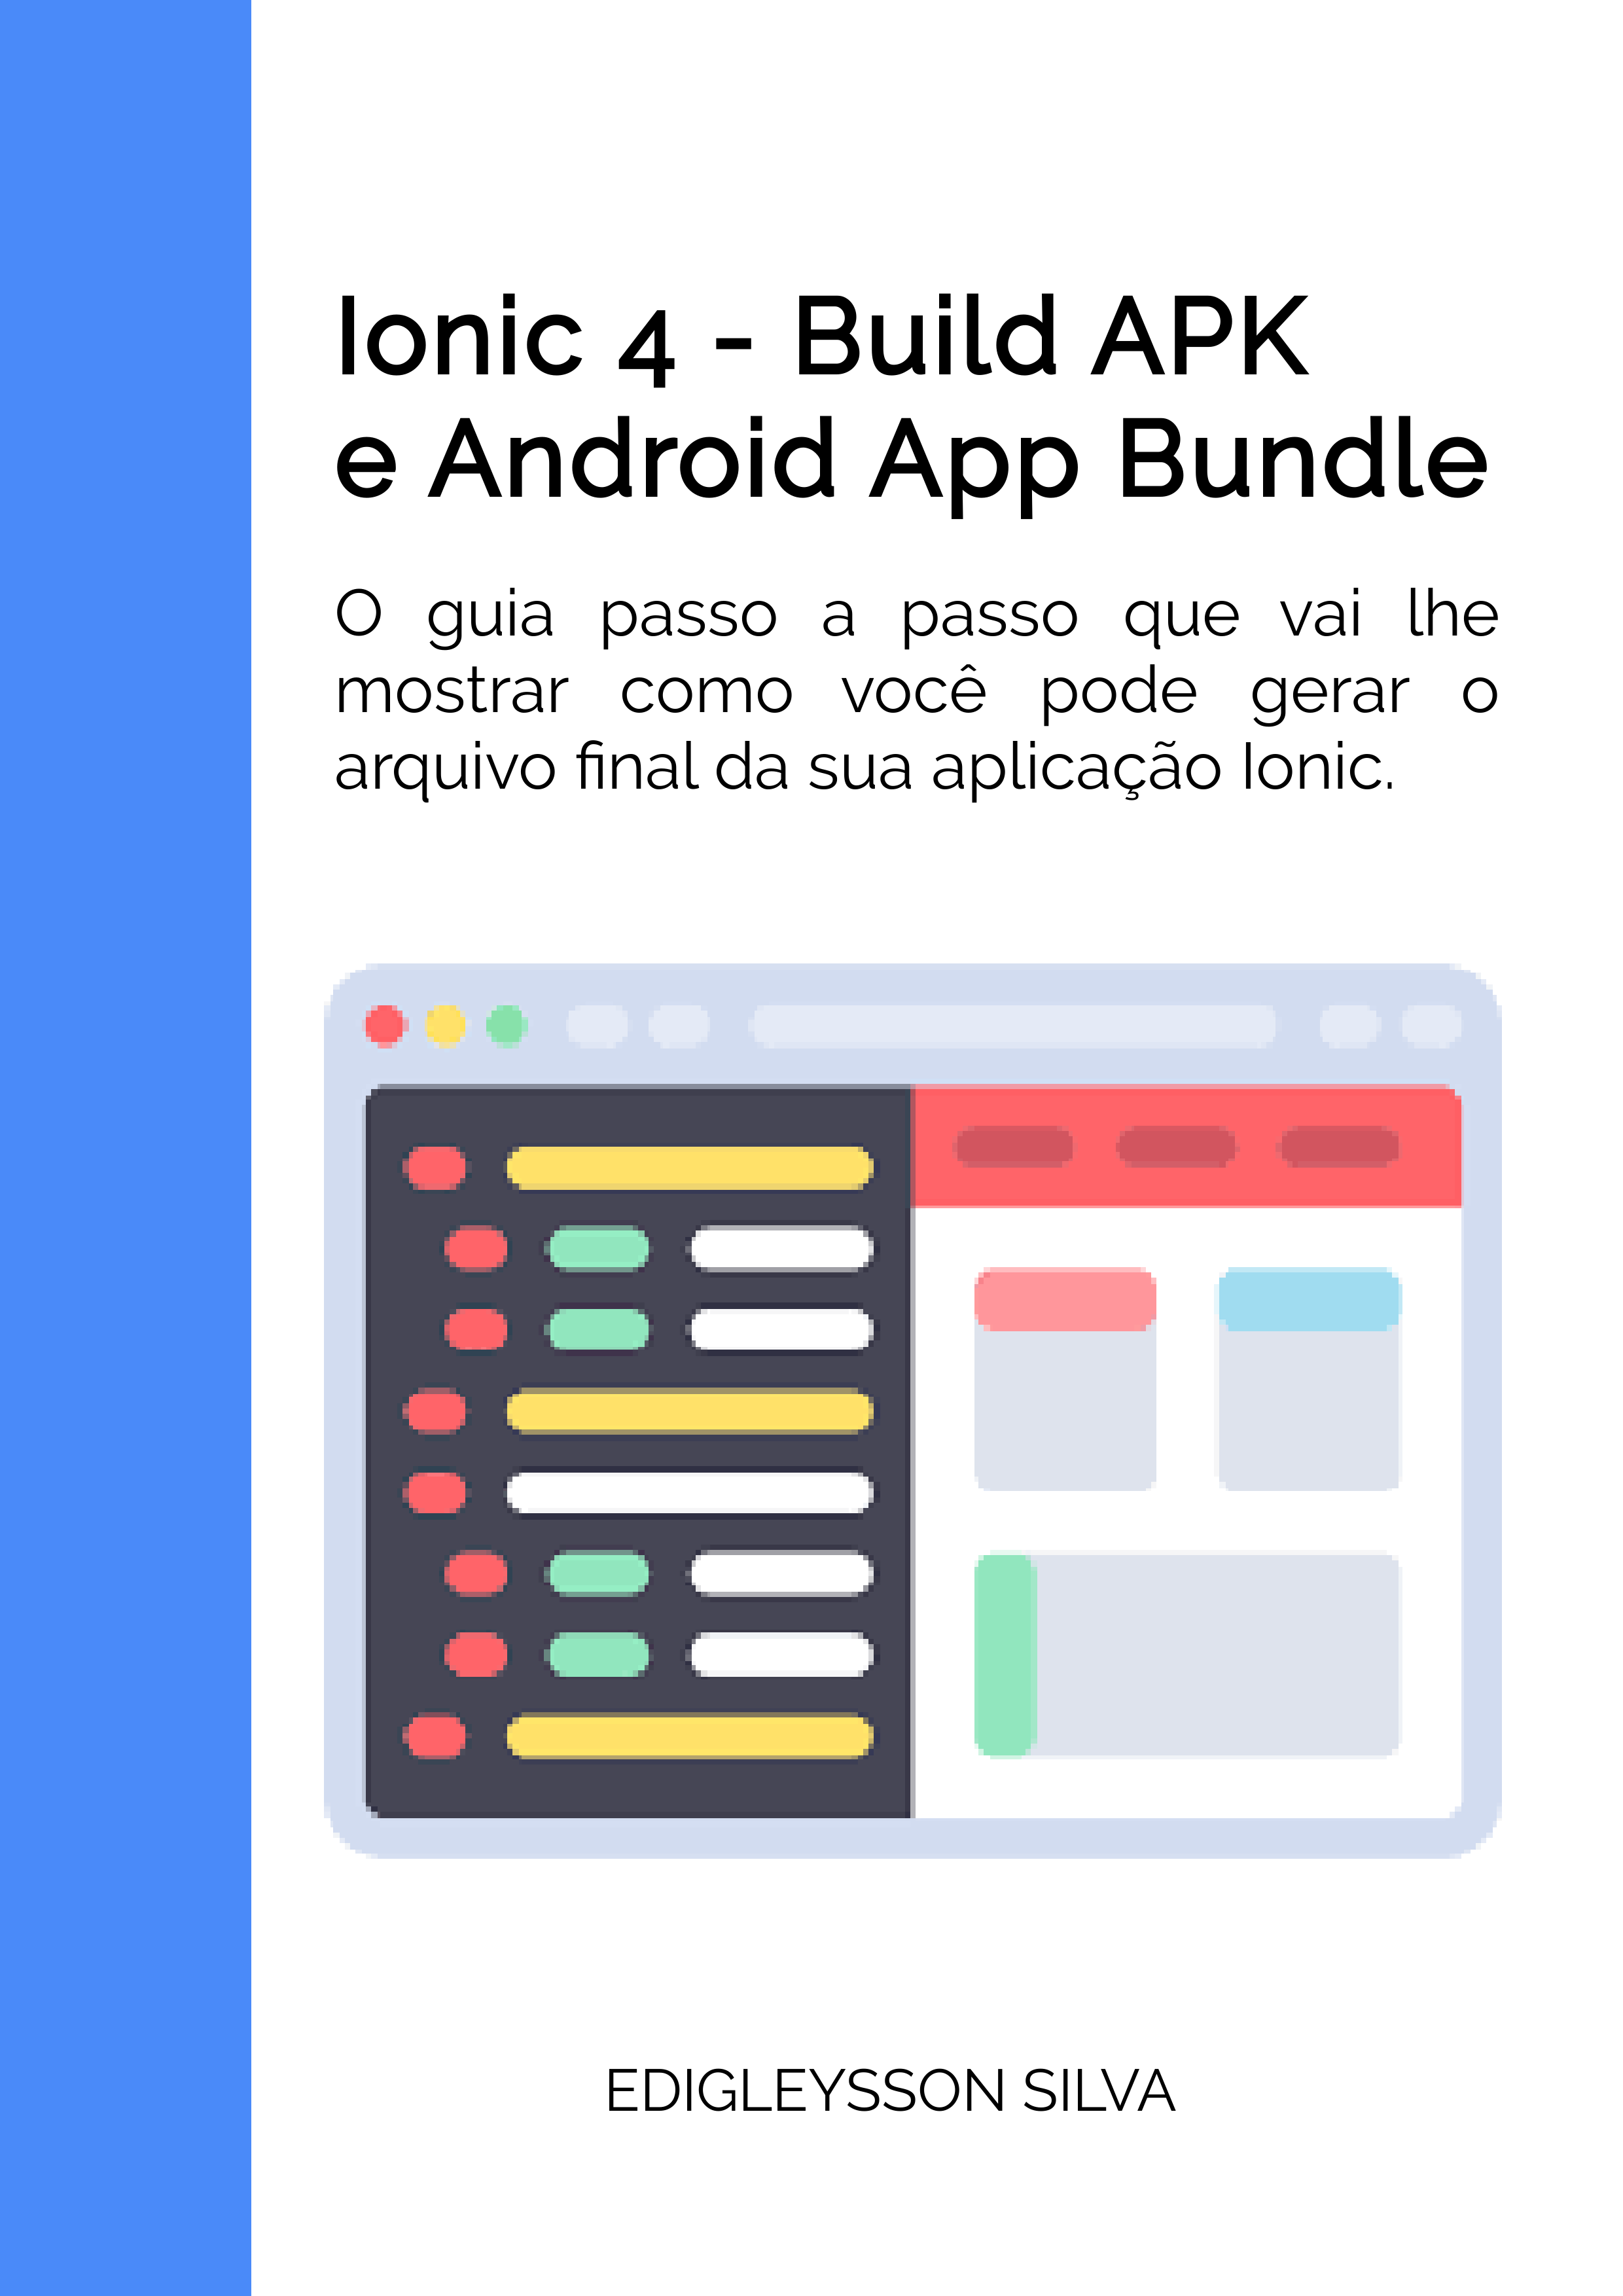 Ionic 4 - Build APK
e Android App Bundle
O guia passo a passo que vai lhe
mostrar como você pode gerar o
arquivo final da sua aplicação Ionic.
EDIGLEYSSON SILVA